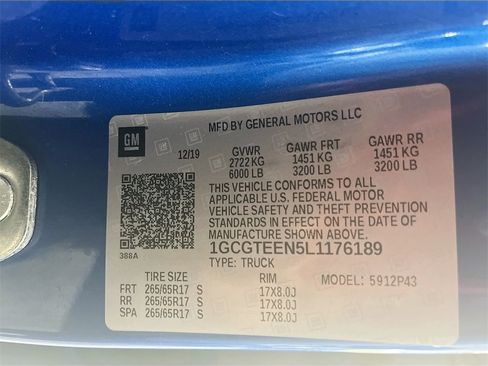 GM
MFD BY GENERAL MOTORS LLC
12/19
GVWR GAWR FRT GAWR RR
2722 KG 1451 KG 1451 KG
6000 LB 3200 LB 3200 LB
THIS VEHICLE CONFORMS TO ALL
APPLICABLE U.S. FEDERAL MOTOR
VEHICLE SAFETY AND THEFT PREVENTION
STANDARDS IN EFFECT ON THE DATE OF
MANUFACTURE SHOWN ABOVE.
1GCGTEEN5L1176189
TYPE: TRUCK MODEL: 5912P43
388A
TIRE SIZE RIM
FRT 265/65R17 S 17X8.0J
RR 265/65R17 S 17X8.0J
SPA 265/65R17 S 17X8.0J